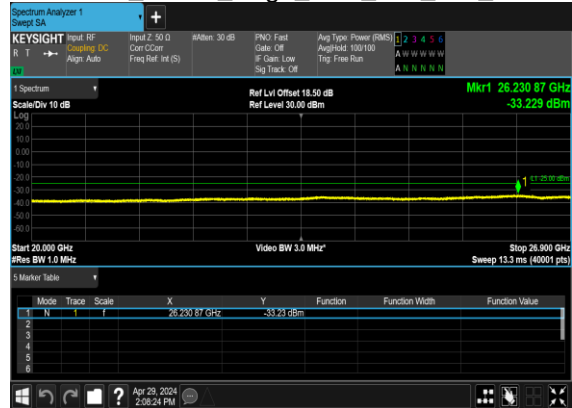 Spectrum Analyzer 1
Swept SA
+
KEYSIGHT Input: RF Input Z: 50 Ω #Atten: 30 dB PNO: Fast Avg Type: Power (RMS) 1 2 3 4 5 6
R T Coupling: DC Corr CCorr Gate: Off Avg|Hold: 100/100 A W W W W W
Align: Auto Freq Ref: Int (S) IF Gain: Low Trig: Free Run
Sig Track: Off A N N N N N
1 Spectrum Ref Lvl Offset 18.50 dB Mkr1 26.230 87 GHz
Scale/Div 10 dB Ref Level 30.00 dBm -33.229 dBm
Log
20.0
10.0
0.00
-10.0
-20.0
1
-30.0
-40.0
-50.0
-60.0
Start 20.000 GHz Video BW 3.0 MHz* Stop 26.900 GHz
#Res BW 1.0 MHz Sweep 13.3 ms (40001 pts)
5 Marker Table
Mode Trace Scale X Y Function Function Width Function Value
1 N 1 f 26.230 87 GHz -33.23 dBm
2
3
4
5
6
? Apr 29, 2024
2:08:24 PM